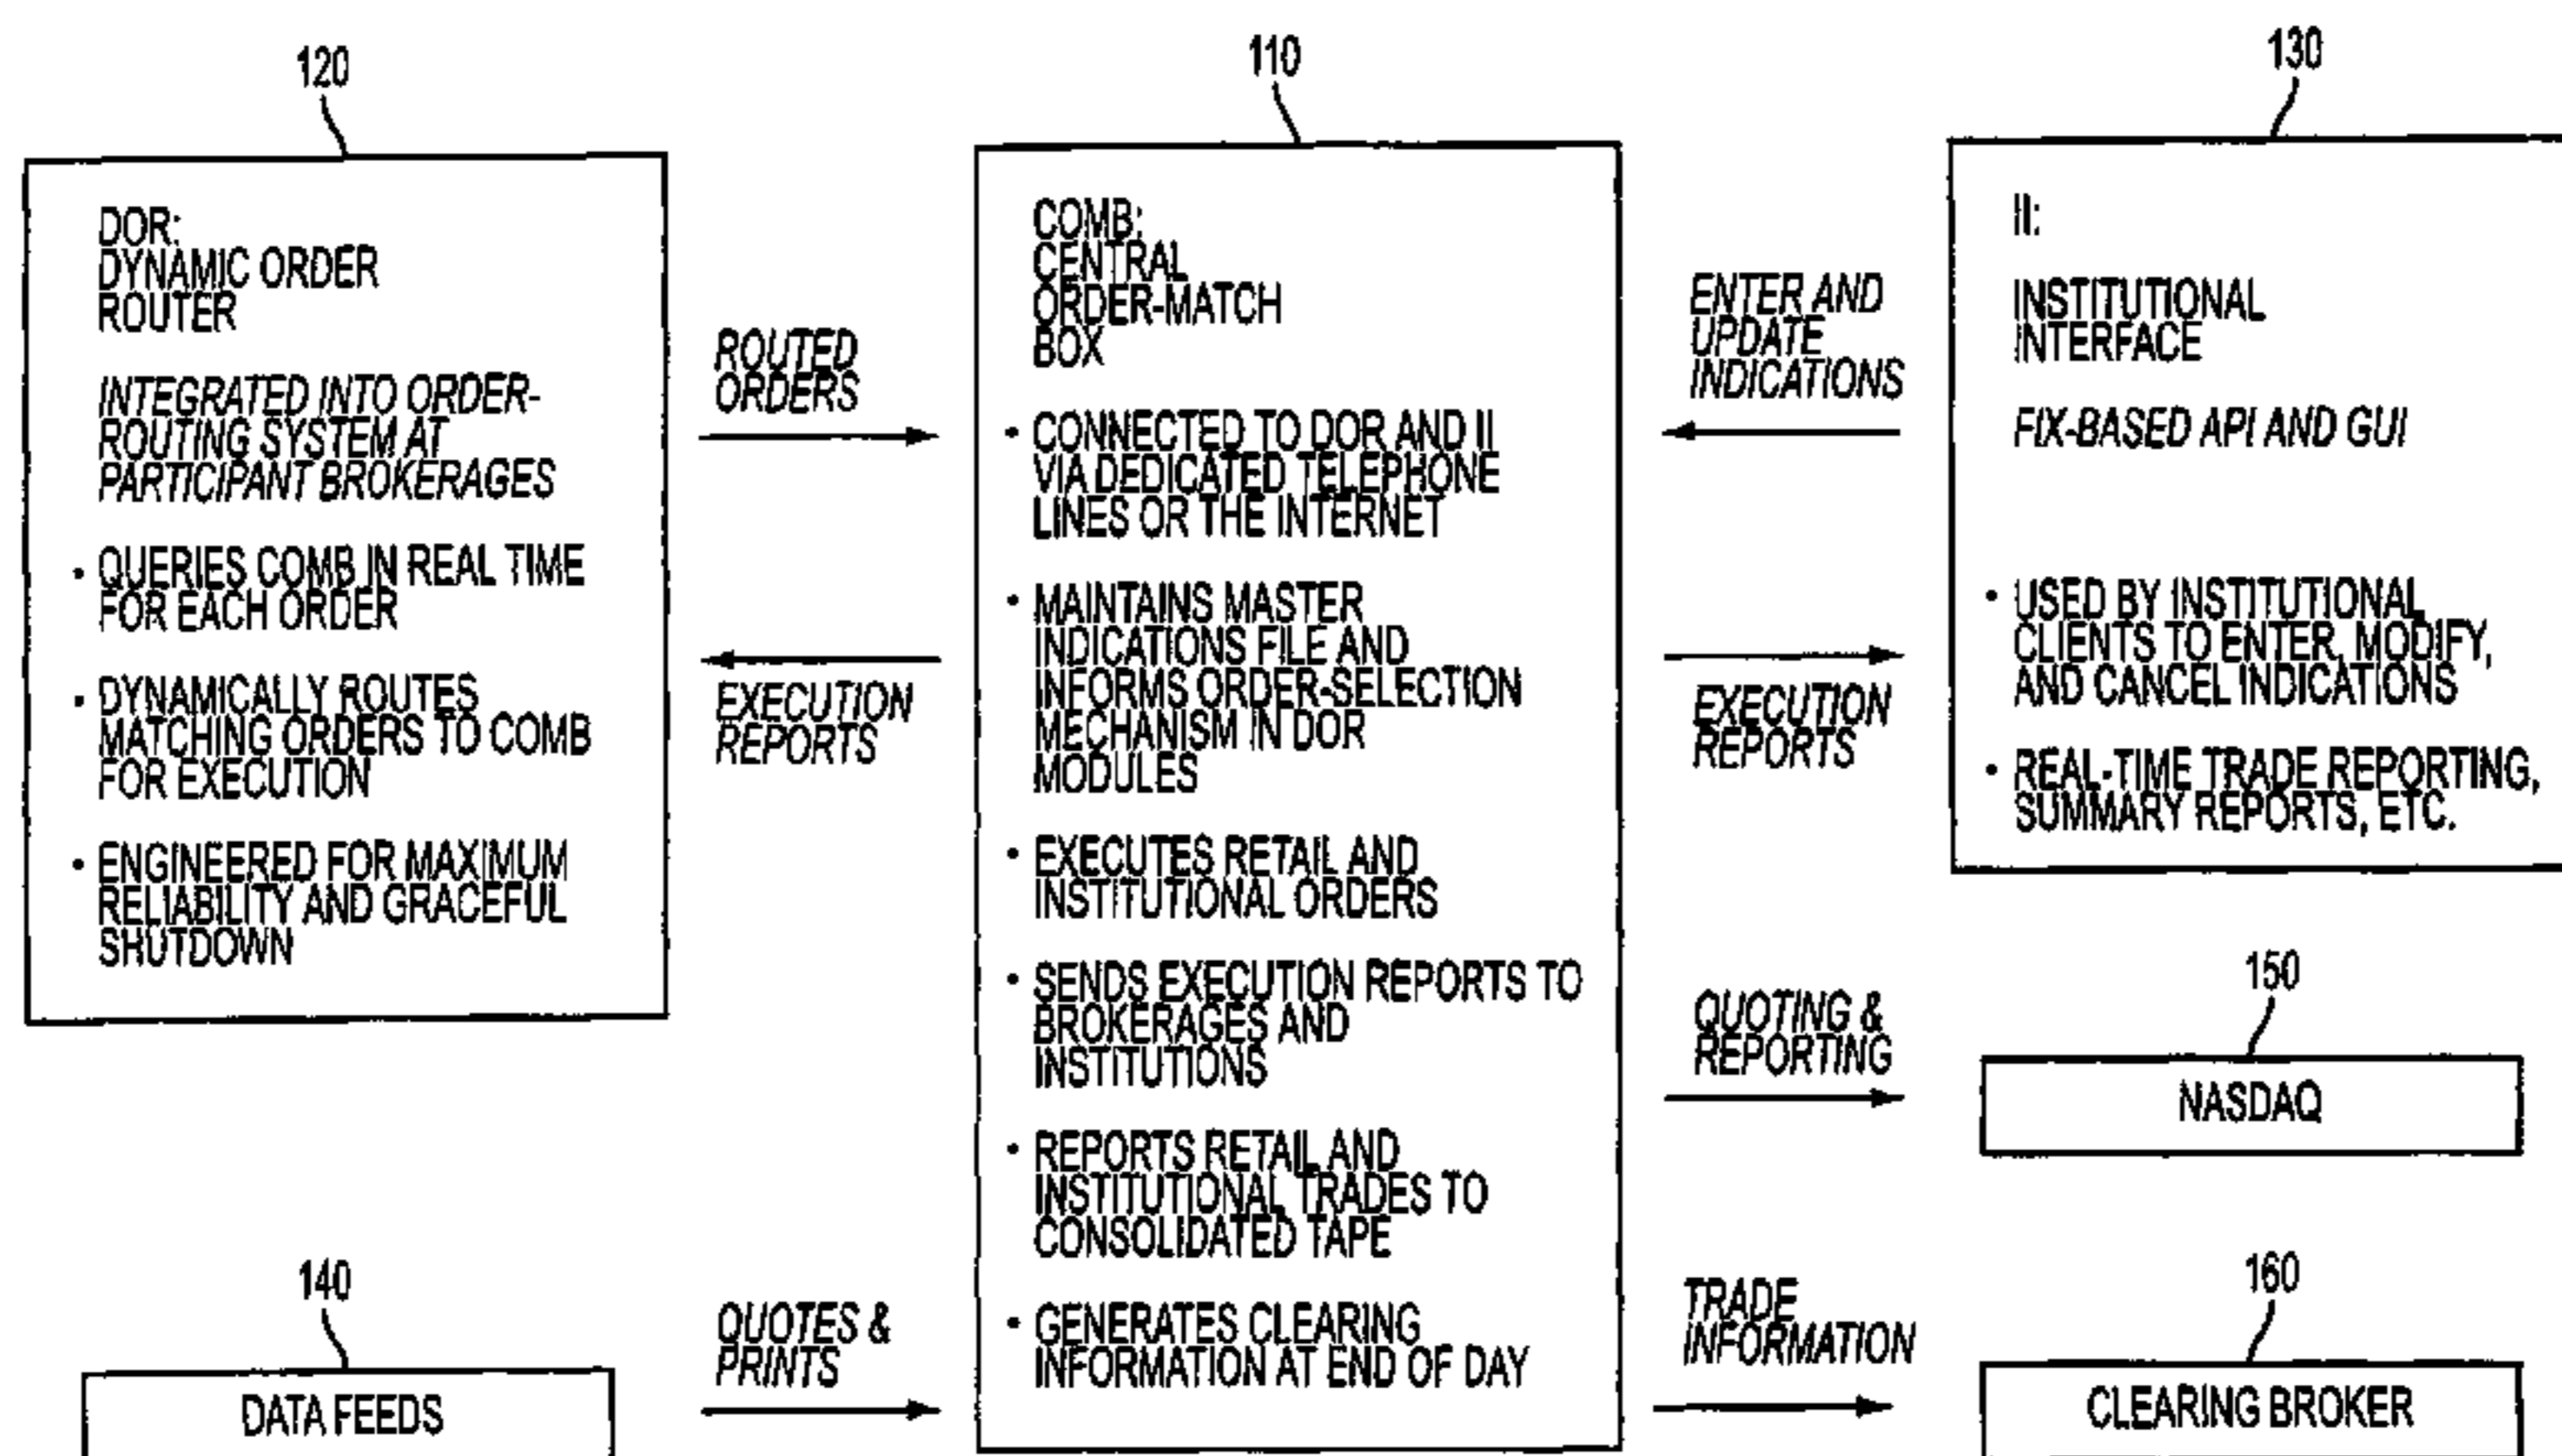 120
DOR:
DYNAMIC ORDER
ROUTER
INTEGRATED INTO ORDER-
ROUTING SYSTEM AT
PARTICIPANT BROKERAGES
• QUERIES COMB IN REAL TIME
FOR EACH ORDER
• DYNAMICALLY ROUTES
MATCHING ORDERS TO COMB
FOR EXECUTION
• ENGINEERED FOR MAXIMUM
RELIABILITY AND GRACEFUL
SHUTDOWN
ROUTED
ORDERS
EXECUTION
REPORTS
140
DATA FEEDS
QUOTES &
PRINTS
110
COMB:
CENTRAL
ORDER-MATCH
BOX
• CONNECTED TO DOR AND II
VIA DEDICATED TELEPHONE
LINES OR THE INTERNET
• MAINTAINS MASTER
INDICATIONS FILE AND
INFORMS ORDER-SELECTION
MECHANISM IN DOR
MODULES
• EXECUTES RETAIL AND
INSTITUTIONAL ORDERS
• SENDS EXECUTION REPORTS TO
BROKERAGES AND
INSTITUTIONS
• REPORTS RETAIL AND
INSTITUTIONAL TRADES TO
CONSOLIDATED TAPE
• GENERATES CLEARING
INFORMATION AT END OF DAY
ENTER AND
UPDATE
INDICATIONS
EXECUTION
REPORTS
QUOTING &
REPORTING
TRADE
INFORMATION
130
II:
INSTITUTIONAL
INTERFACE
FIX-BASED API AND GUI
• USED BY INSTITUTIONAL
CLIENTS TO ENTER, MODIFY,
AND CANCEL INDICATIONS
• REAL-TIME TRADE REPORTING,
SUMMARY REPORTS, ETC.
150
NASDAQ
160
CLEARING BROKER